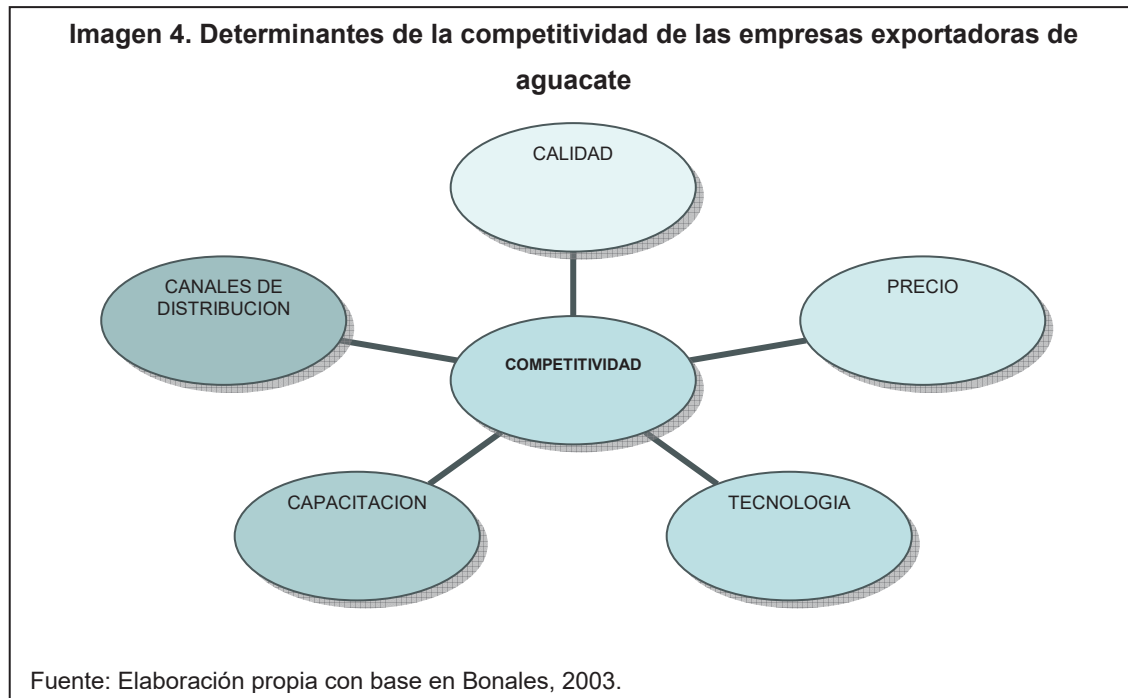 Imagen 4. Determinantes de la competitividad de las empresas exportadoras de
aguacate
CALIDAD
CANALES DE
DISTRIBUCION
PRECIO
COMPETITIVIDAD
CAPACITACION
TECNOLOGIA
Fuente: Elaboración propia con base en Bonales, 2003.